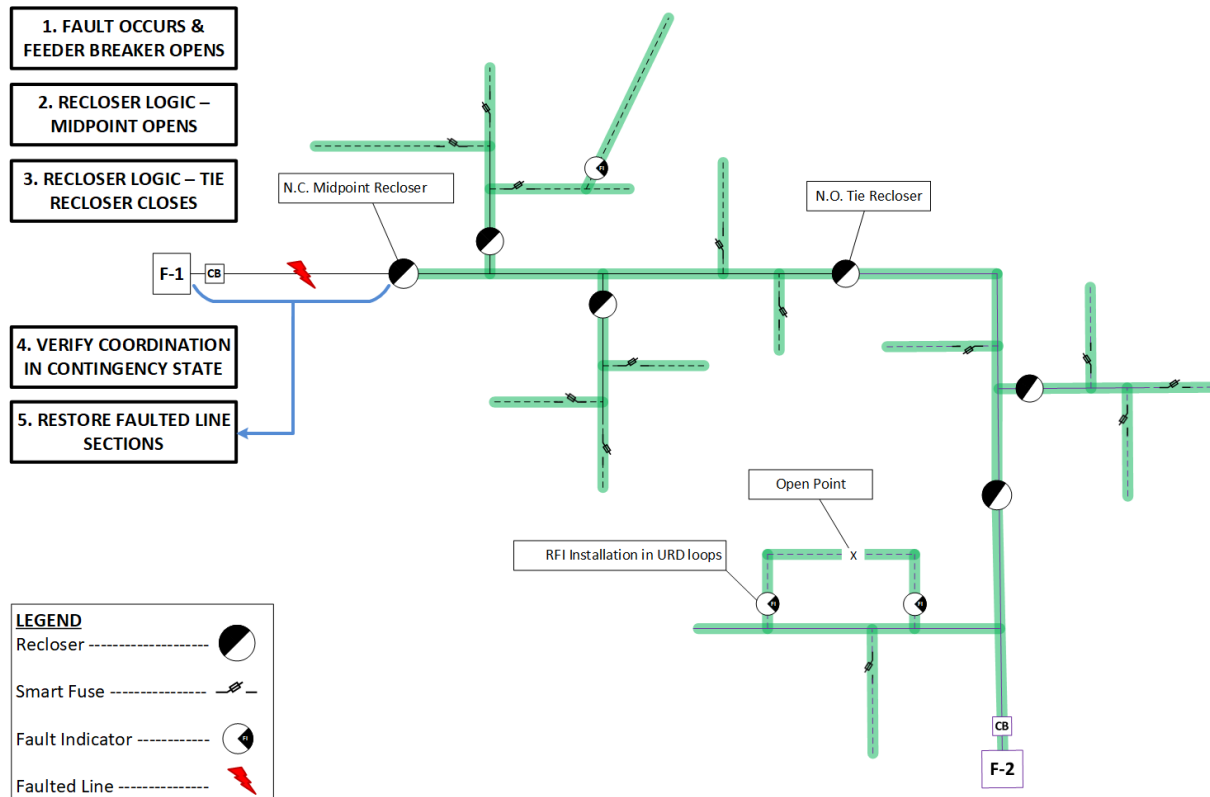 1. FAULT OCCURS &
FEEDER BREAKER OPENS
2. RECLOSER LOGIC –
MIDPOINT OPENS
3. RECLOSER LOGIC – TIE
RECLOSER CLOSES
N.C. Midpoint Recloser
N.O. Tie Recloser
FI
F-1
CB
4. VERIFY COORDINATION
IN CONTINGENCY STATE
5. RESTORE FAULTED LINE
SECTIONS
Open Point
X
RFI Installation in URD loops
FI
FI
CB
F-2
LEGEND
Recloser --------------------
Smart Fuse ----------------
Fault Indicator -------------
FI
Faulted Line ---------------